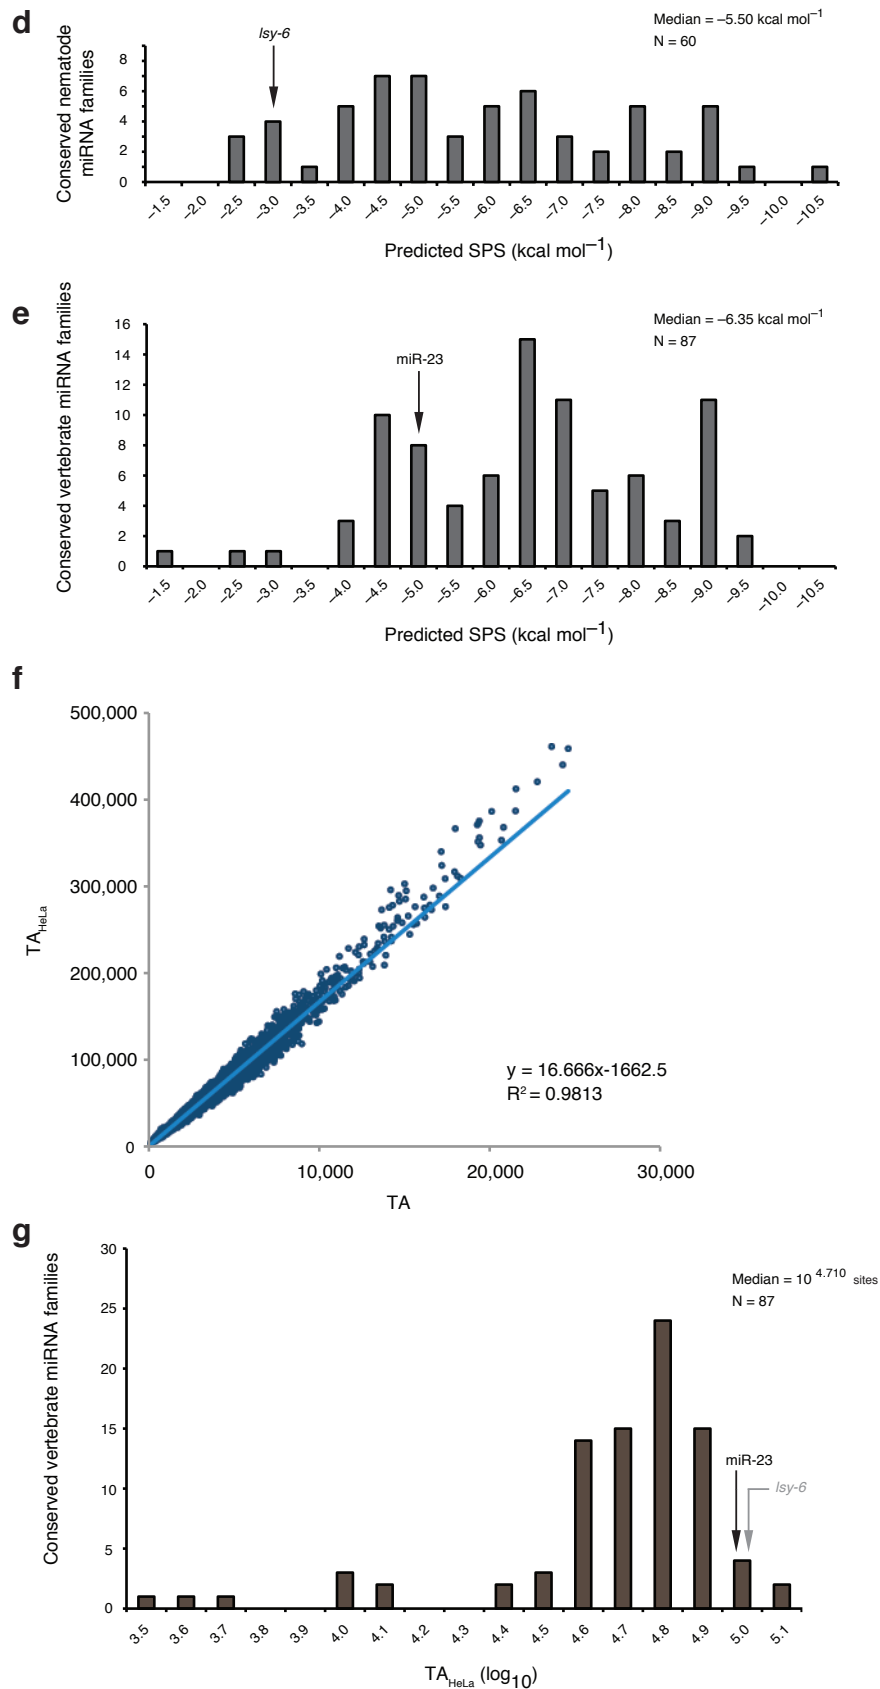 d
lsy-6
Median = –5.50 kcal mol–1
N = 60
Conserved nematode
miRNA families
8
6
4
2
0
–1.5 –2.0 –2.5 –3.0 –3.5 –4.0 –4.5 –5.0 –5.5 –6.0 –6.5 –7.0 –7.5 –8.0 –8.5 –9.0 –9.5 –10.0 –10.5
Predicted SPS (kcal mol–1)
e
Median = –6.35 kcal mol–1
N = 87
miR-23
Conserved vertebrate miRNA families
16
14
12
10
8
6
4
2
0
–1.5 –2.0 –2.5 –3.0 –3.5 –4.0 –4.5 –5.0 –5.5 –6.0 –6.5 –7.0 –7.5 –8.0 –8.5 –9.0 –9.5 –10.0 –10.5
Predicted SPS (kcal mol–1)
f
500,000
400,000
300,000
200,000
100,000
0
TAHeLa
y = 16.666x-1662.5
R2 = 0.9813
0 10,000 20,000 30,000
TA
g
Conserved vertebrate miRNA families
30
25
20
15
10
5
0
Median = 10 4.710 sites
N = 87
miR-23
lsy-6
3.5 3.6 3.7 3.8 3.9 4.0 4.1 4.2 4.3 4.4 4.5 4.6 4.7 4.8 4.9 5.0 5.1
TAHeLa (log10)